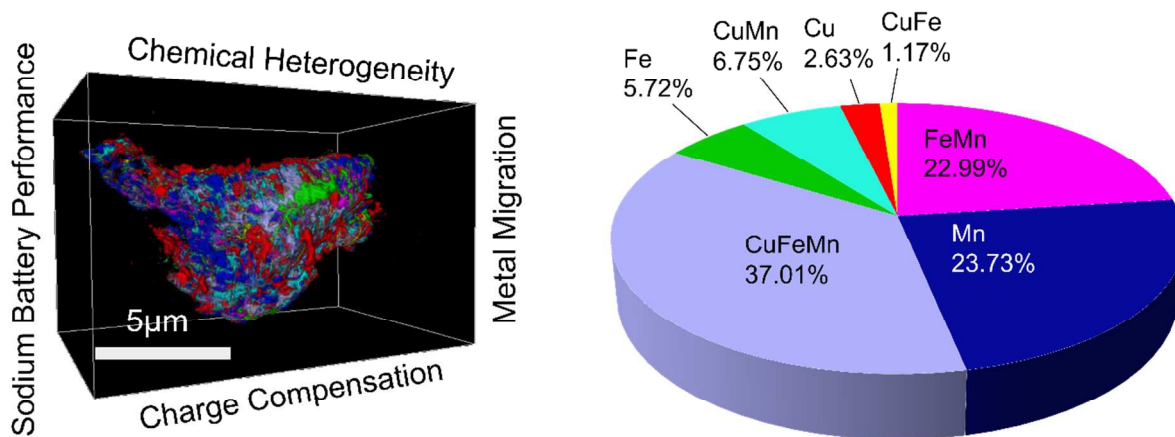 Sodium Battery Performance
Chemical Heterogeneity
Metal Migration
5μm
Charge Compensation
Fe
5.72%
CuMn
6.75%
Cu
2.63%
CuFe
1.17%
FeMn
22.99%
Mn
23.73%
CuFeMn
37.01%